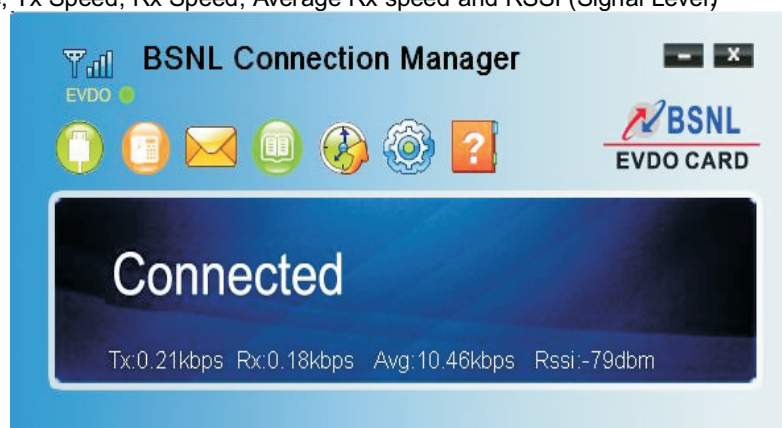 , Tx Speed, Rx Speed, Average Rx speed and RSSI (Signal Level)
BSNL Connection Manager
EVDO
BSNL
EVDO CARD
?
Connected
Tx:0.21kbps Rx:0.18kbps Avg:10.46kbps Rssi:-79dbm